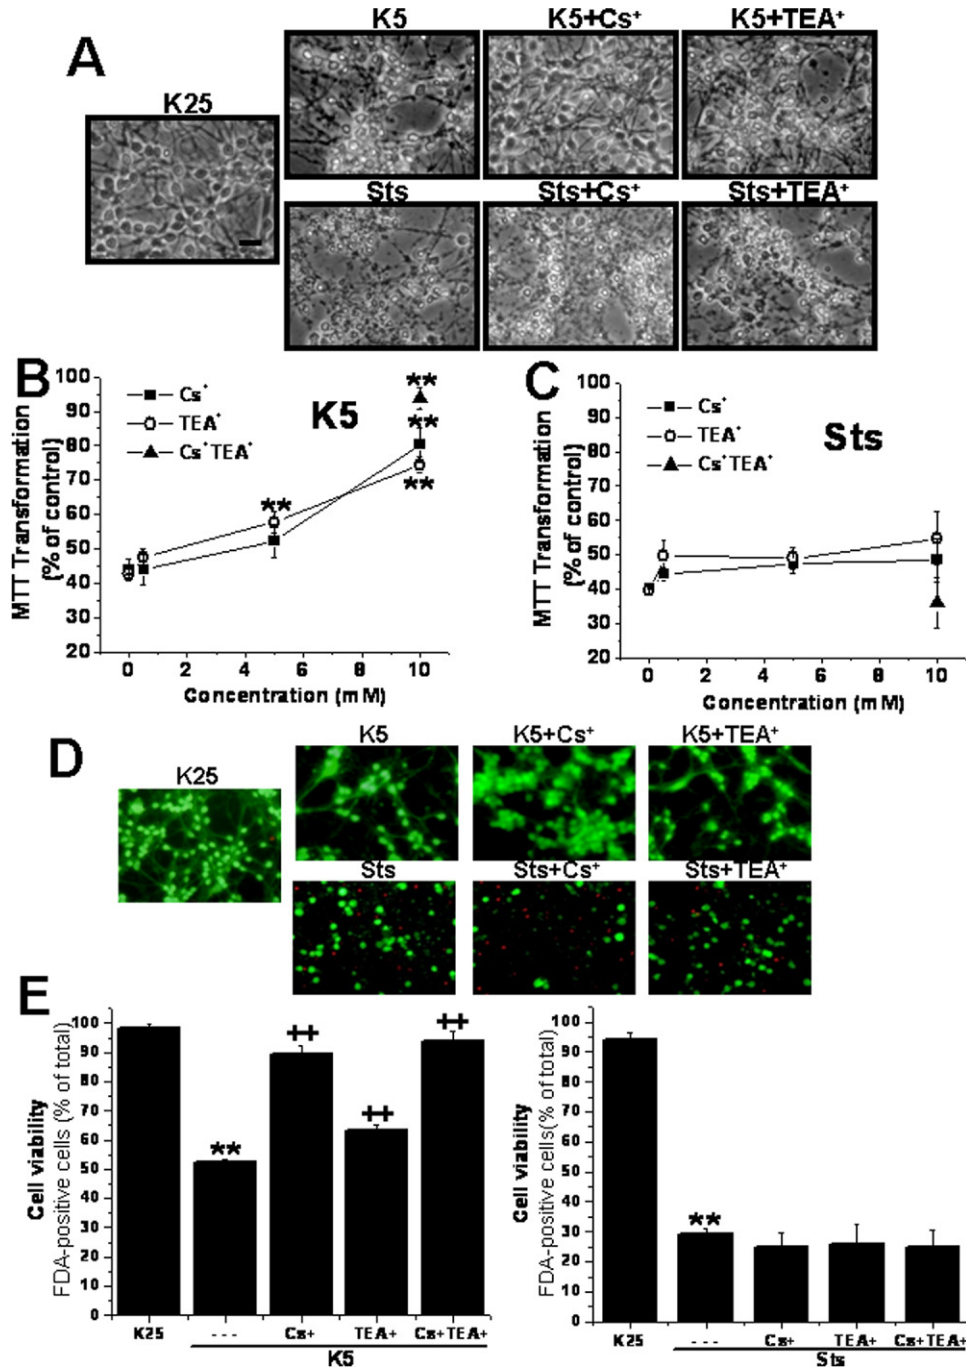 A
K5
K5+Cs⁺
K5+TEA⁺
K25
Sts
Sts+Cs⁺
Sts+TEA⁺
B
MTT Transformation
(% of control)
100
90
80
70
60
50
40
30
20
Cs⁺
TEA⁺
Cs⁺TEA⁺
K5
**
**
**
**
0 2 4 6 8 10
Concentration (mM)
C
MTT Transformation
(% of control)
100
90
80
70
60
50
40
30
20
Cs⁺
TEA⁺
Cs⁺TEA⁺
Sts
0 2 4 6 8 10
Concentration (mM)
D
K25
K5
K5+Cs⁺
K5+TEA⁺
Sts
Sts+Cs⁺
Sts+TEA⁺
E
Cell viability
FDA-positive cells (% of total)
100
90
80
70
60
50
40
30
20
10
0
**
++
++
++
K25 --- Cs+ TEA+ Cs+TEA+
K5
Cell viability
FDA-positive cells(% of total)
100
90
80
70
60
50
40
30
20
10
0
**
K25 --- Cs+ TEA+ Cs+TEA+
Sts